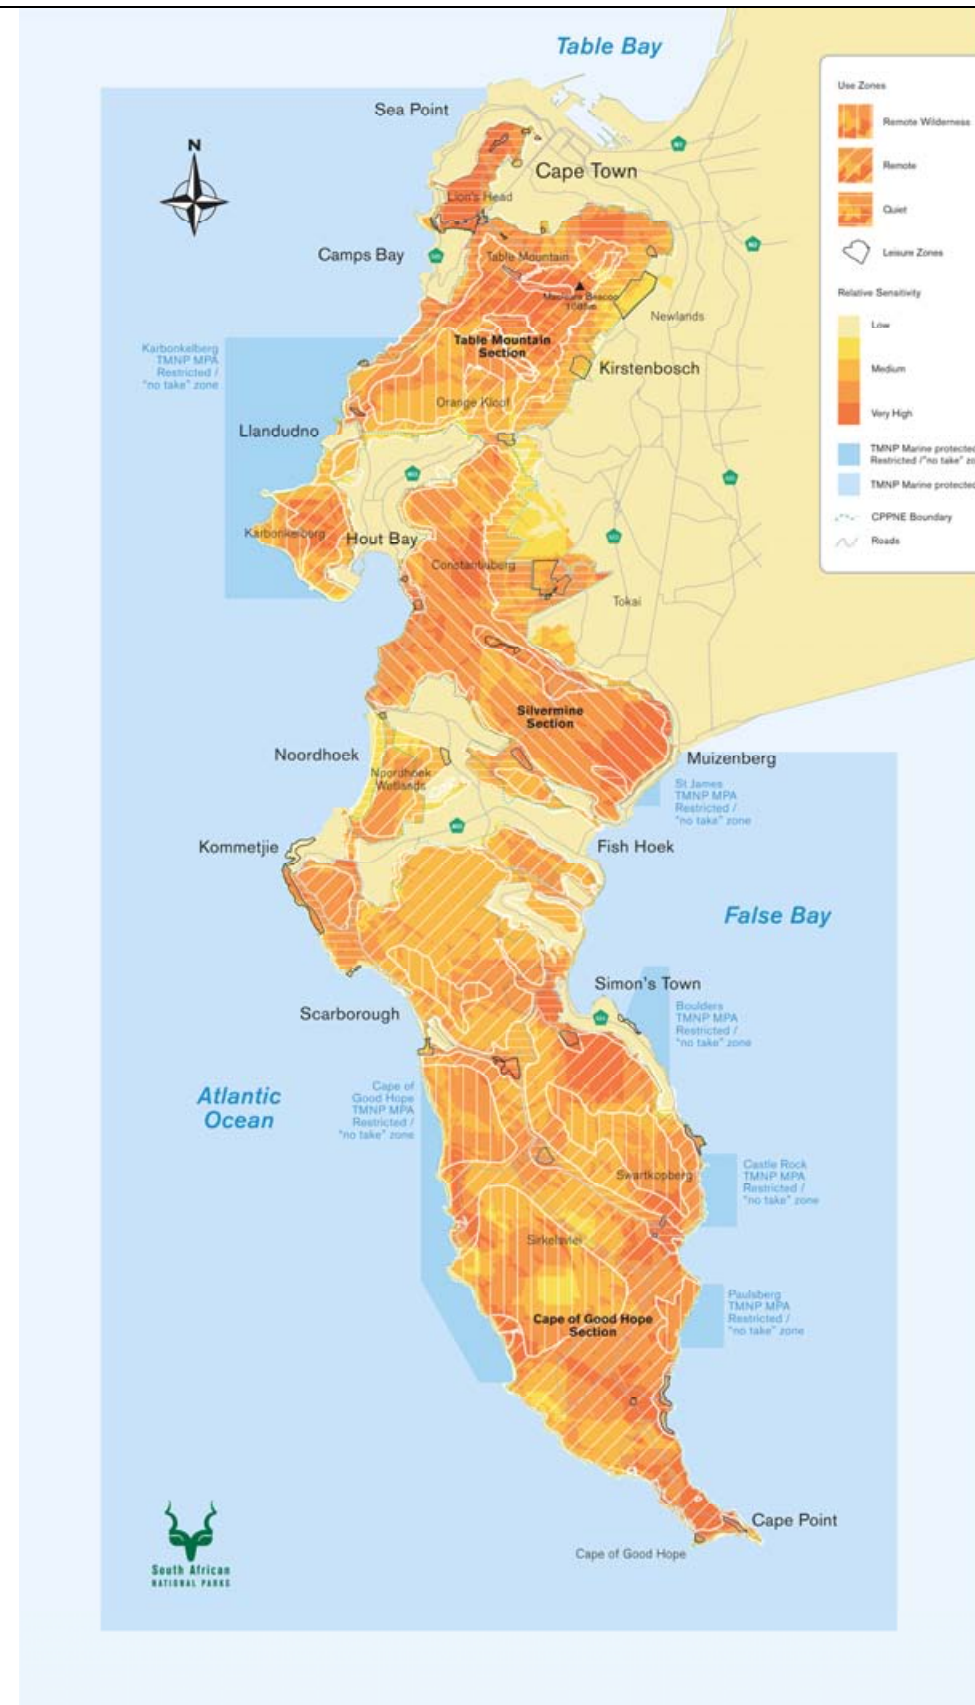 Table Bay
Sea Point
N
Cape Town
Lion's Head
Camps Bay
Table Mountain
Newlands
Table Mountain
Section
Kirstenbosch
Karbonkelberg
TMNP MPA
Restricted /
"no take" zone
Orange Kloof
Llandudno
Karbonkelberg
Hout Bay
Constantiaberg
Tokai
Silvermine
Section
Noordhoek
Noordhoek
Wetlands
Muizenberg
St James
TMNP MPA
Restricted /
"no take" zone
Kommetjie
Fish Hoek
False Bay
Simon's Town
Scarborough
Boulders
TMNP MPA
Restricted /
"no take" zone
Atlantic
Ocean
Cape of
Good Hope
TMNP MPA
Restricted /
"no take" zone
Castle Rock
TMNP MPA
Restricted /
"no take" zone
Swartkopberg
Sirkelsvlei
Paulsberg
TMNP MPA
Restricted /
"no take" zone
Cape of Good Hope
Section
Cape Point
Cape of Good Hope
South African
NATIONAL PARKS
Use Zones
Remote Wilderness
Remote
Quiet
Leisure Zones
Relative Sensitivity
Low
Medium
Very High
TMNP Marine protected
Restricted /"no take" zo
TMNP Marine protected
CPPNE Boundary
Roads